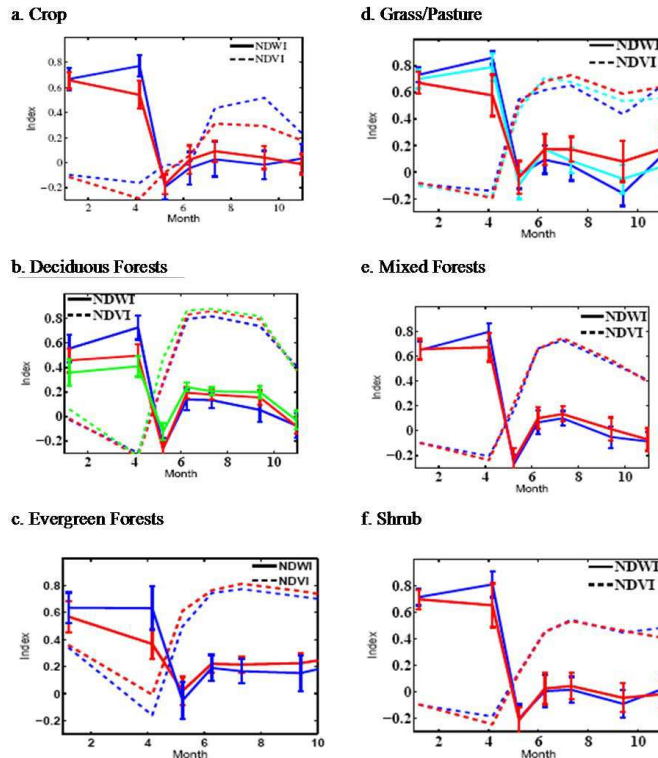 a. Crop
NDWI
NDVI
0.8
0.6
0.4
0.2
0
−0.2
Index
2
4
6
8
10
Month
b. Deciduous Forests
NDWI
NDVI
0.8
0.6
0.4
0.2
0
−0.2
Index
2
4
6
8
10
Month
c. Evergreen Forests
NDWI
NDVI
0.8
0.6
0.4
0.2
0
−0.2
Index
2
4
6
8
10
Month
d. Grass/Pasture
NDWI
NDVI
0.8
0.6
0.4
0.2
0
−0.2
Index
2
4
6
8
10
Month
e. Mixed Forests
NDWI
NDVI
0.8
0.6
0.4
0.2
0
−0.2
Index
2
4
6
8
10
Month
f. Shrub
NDWI
NDVI
0.8
0.6
0.4
0.2
0
−0.2
Index
2
4
6
8
10
Month